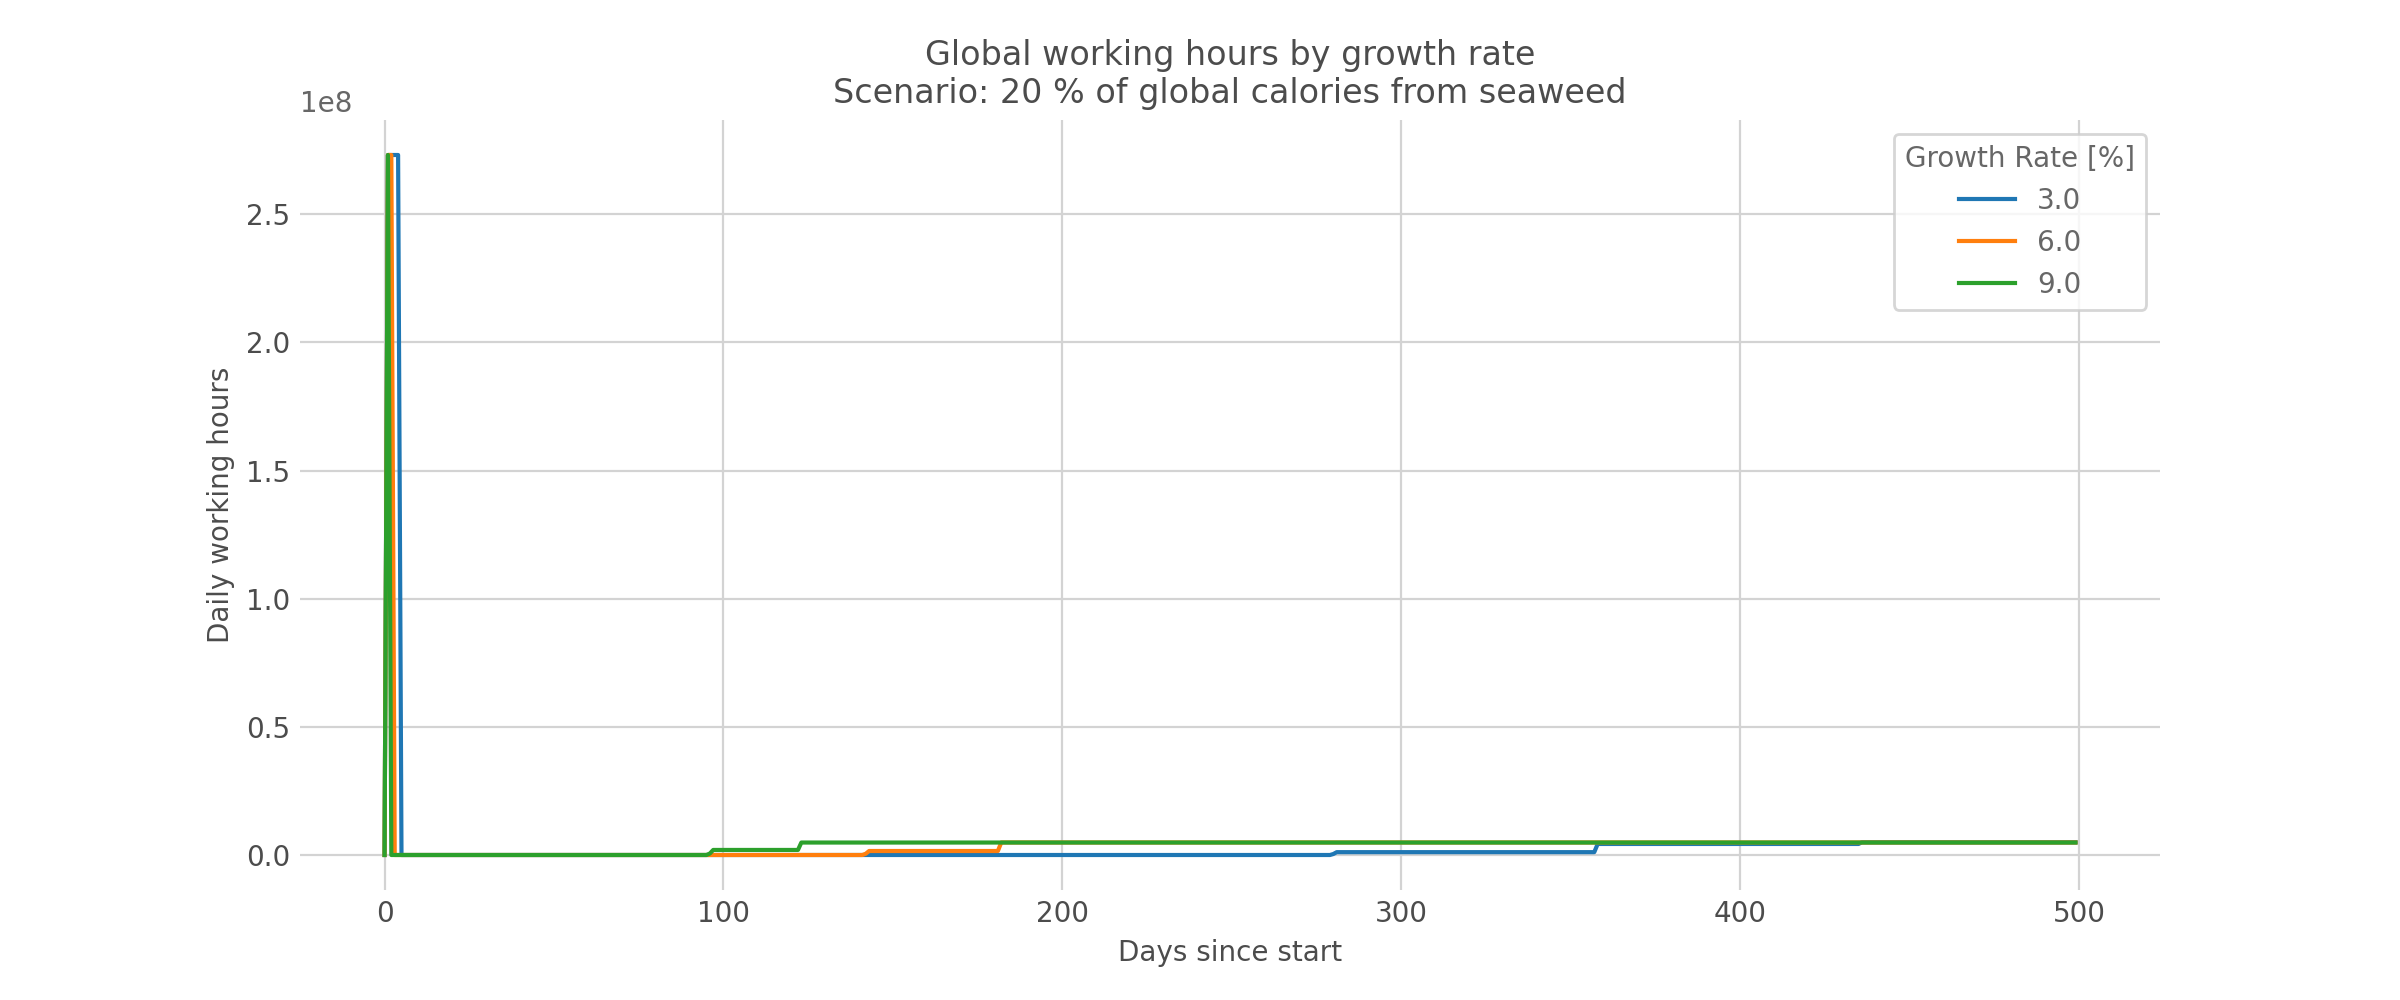 Global working hours by growth rate
Scenario: 20 % of global calories from seaweed
1e8
Growth Rate [%]
3.0
6.0
9.0
2.5
2.0
1.5
1.0
0.5
0.0
Daily working hours
0 100 200 300 400 500
Days since start